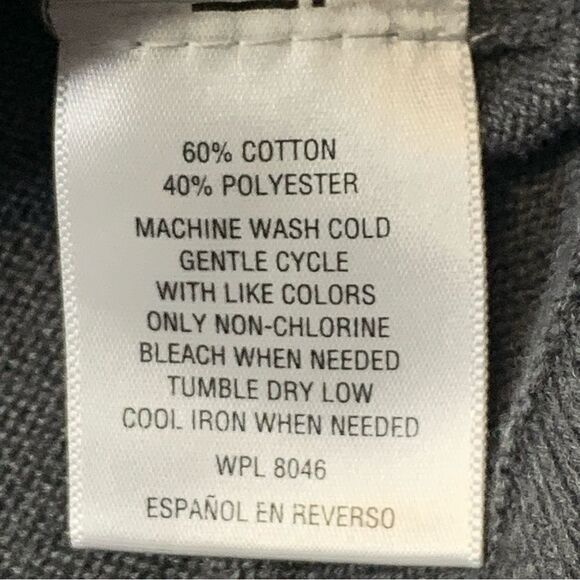 60% COTTON
40% POLYESTER
MACHINE WASH COLD
GENTLE CYCLE
WITH LIKE COLORS
ONLY NON-CHLORINE
BLEACH WHEN NEEDED
TUMBLE DRY LOW
COOL IRON WHEN NEEDED
WPL 8046
ESPAÑOL EN REVERSO